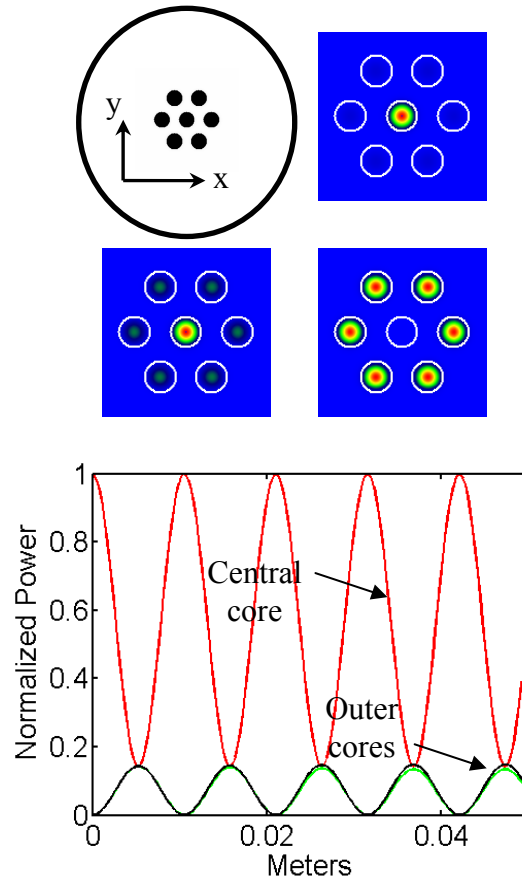 y
x
1
0.8
0.6
0.4
0.2
0
Normalized Power
Central
core
Outer
cores
0
0.02
0.04
Meters